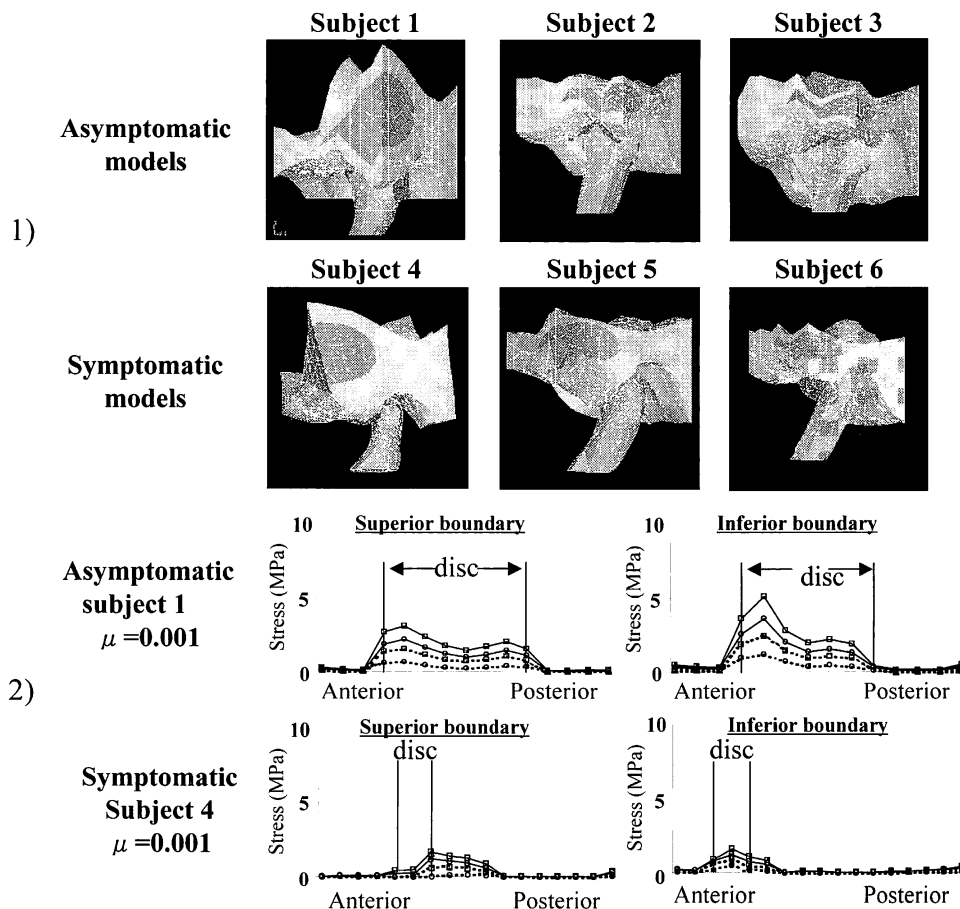 Subject 1
Subject 2
Subject 3
Asymptomatic
models
1)
Subject 4
Subject 5
Subject 6
Symptomatic
models
2)
Asymptomatic
subject 1
μ =0.001
Superior boundary
10
5
0
Stress (MPa)
disc
Anterior
Posterior
Inferior boundary
10
5
0
Stress (MPa)
disc
Anterior
Posterior
Symptomatic
Subject 4
μ =0.001
Superior boundary
10
5
0
Stress (MPa)
disc
Anterior
Posterior
Inferior boundary
10
5
0
Stress (MPa)
disc
Anterior
Posterior